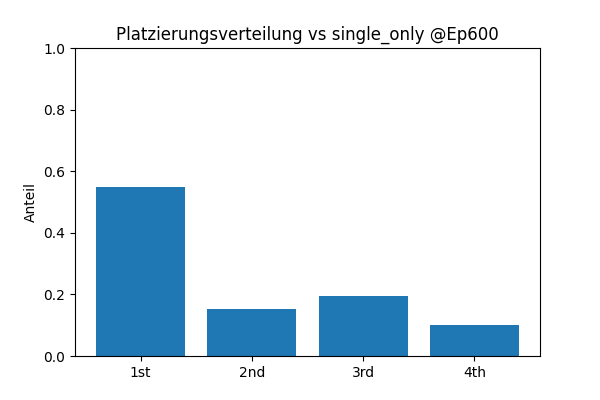 Platzierungsverteilung vs single_only @Ep600
1.0
0.8
0.6
0.4
0.2
0.0
Anteil
1st
2nd
3rd
4th